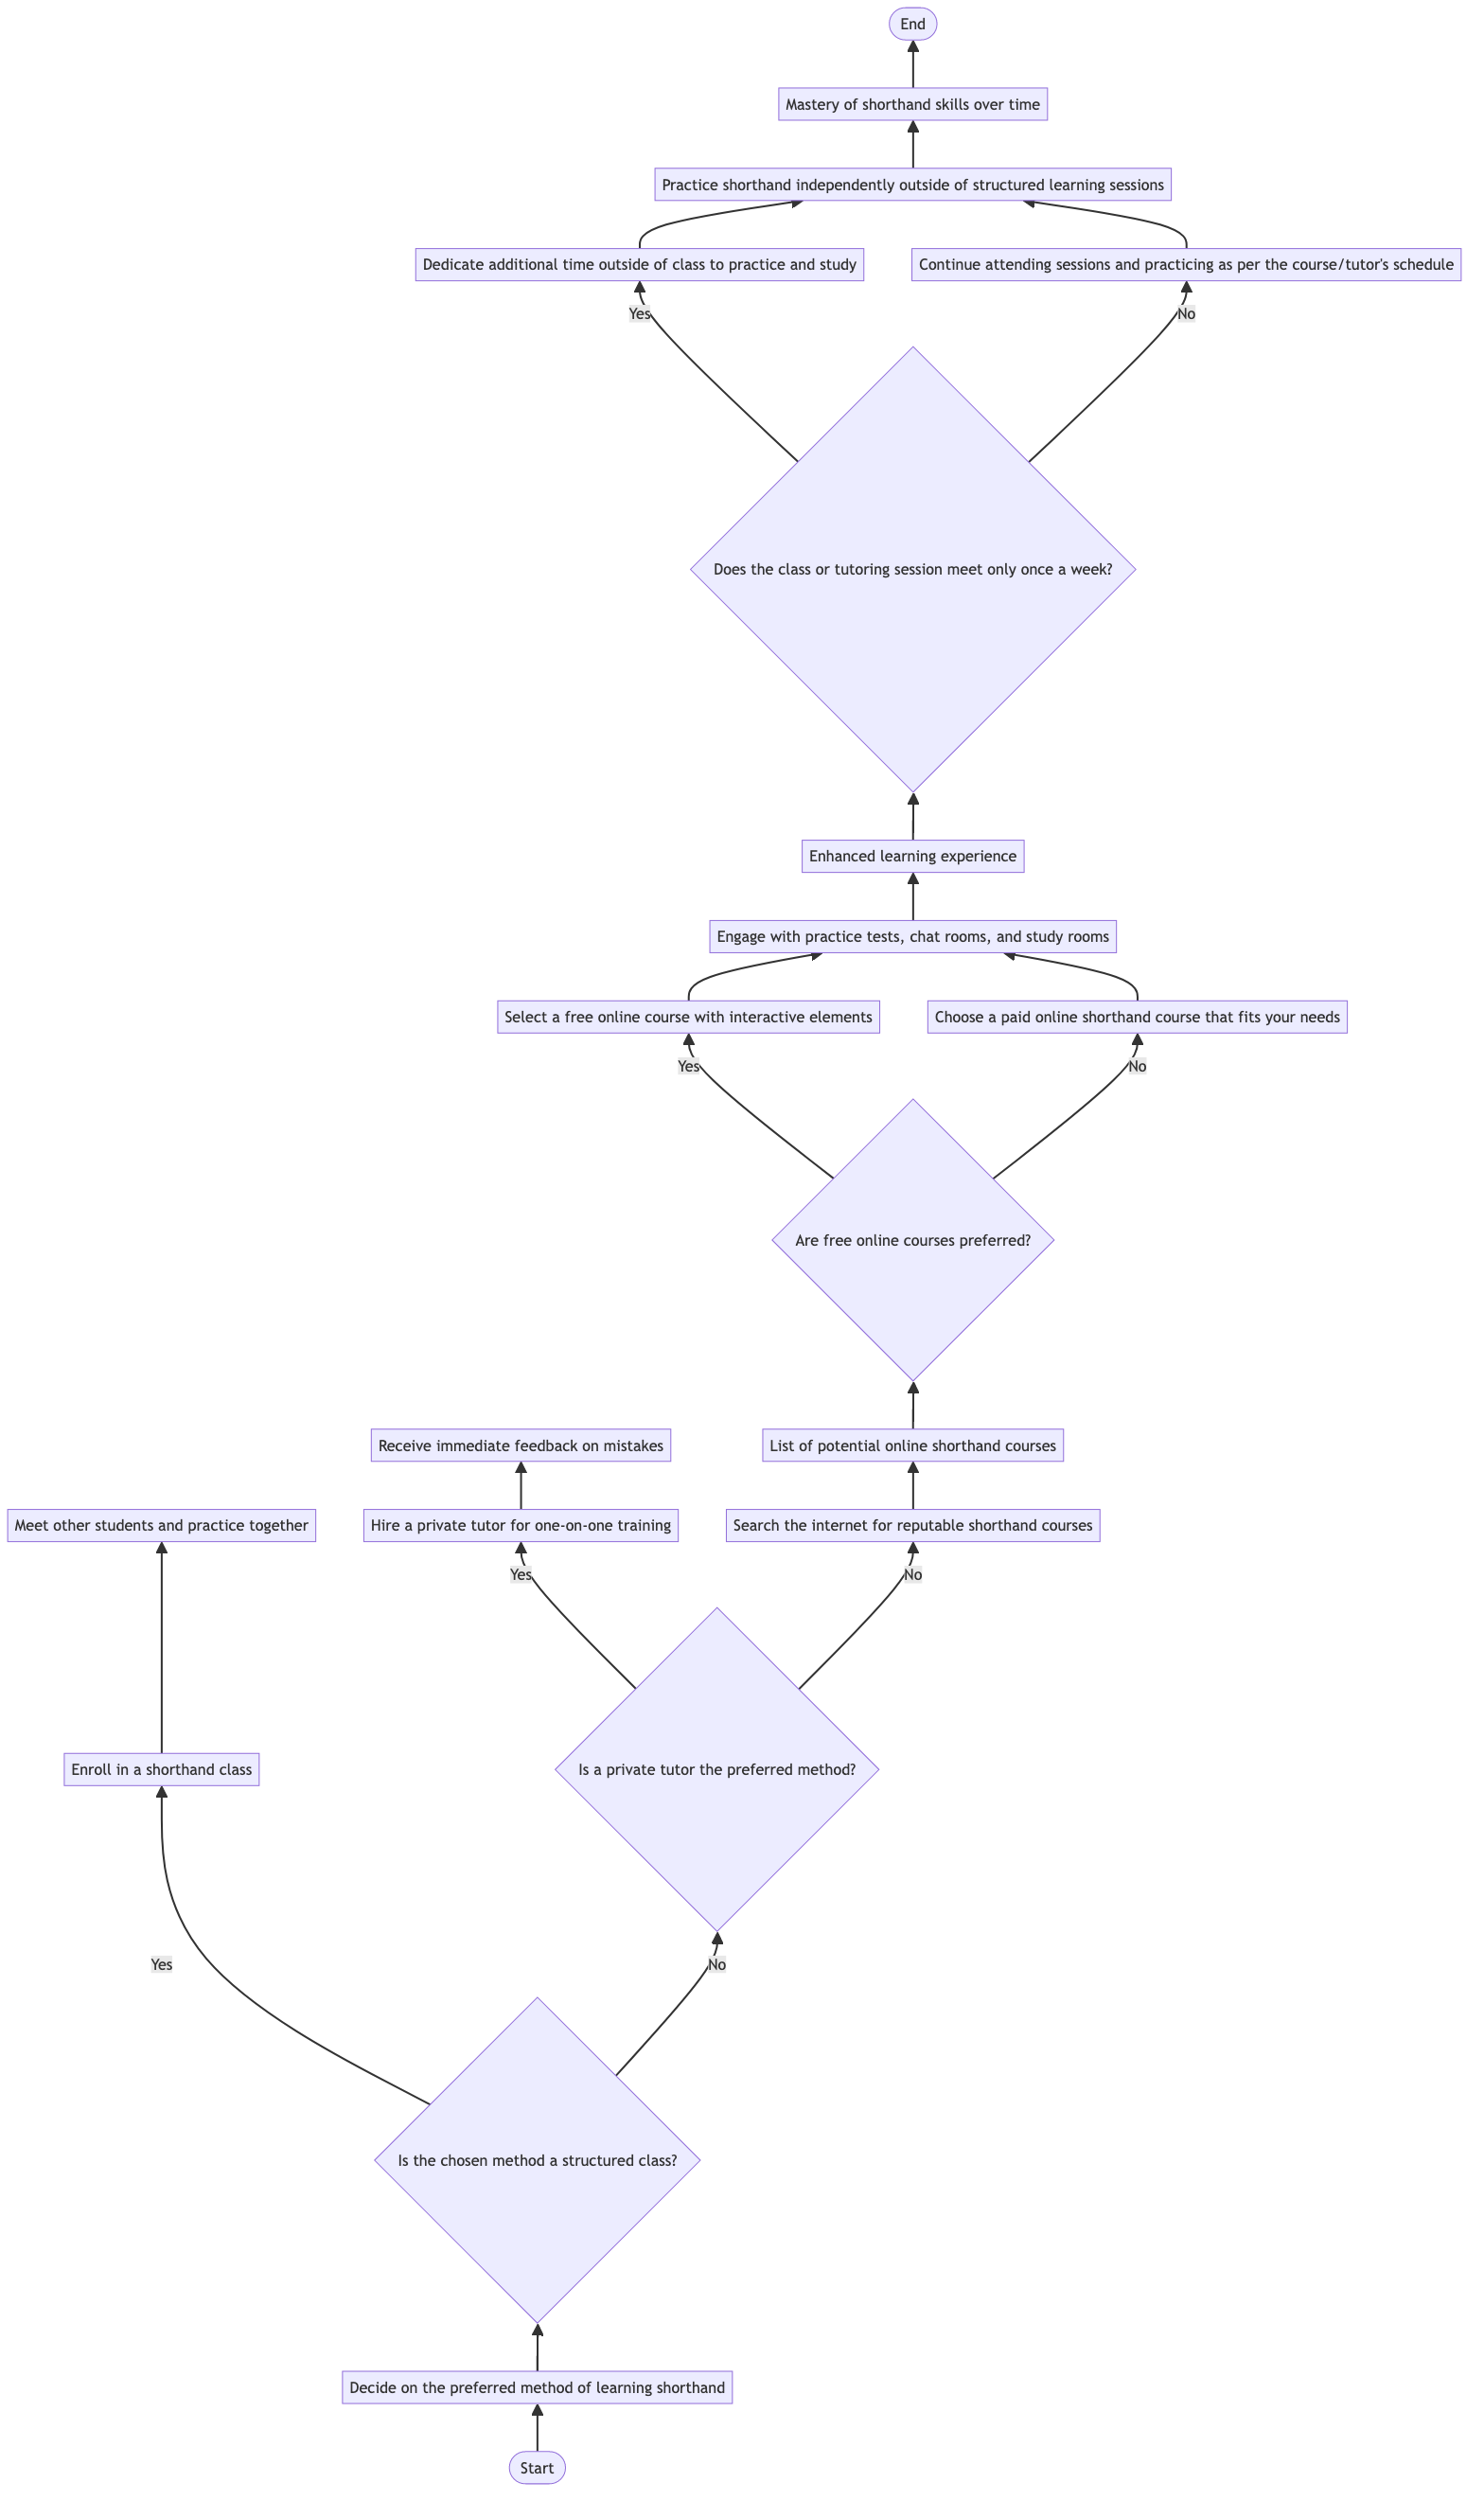 End
Mastery of shorthand skills over time
Practice shorthand independently outside of structured learning sessions
Dedicate additional time outside of class to practice and study
Continue attending sessions and practicing as per the course/tutor's schedule
Yes
No
Does the class or tutoring session meet only once a week?
Enhanced learning experience
Engage with practice tests, chat rooms, and study rooms
Select a free online course with interactive elements
Choose a paid online shorthand course that fits your needs
Yes
No
Are free online courses preferred?
Receive immediate feedback on mistakes
List of potential online shorthand courses
Meet other students and practice together
Hire a private tutor for one-on-one training
Search the internet for reputable shorthand courses
Yes
No
Enroll in a shorthand class
Is a private tutor the preferred method?
Yes
No
Is the chosen method a structured class?
Decide on the preferred method of learning shorthand
Start